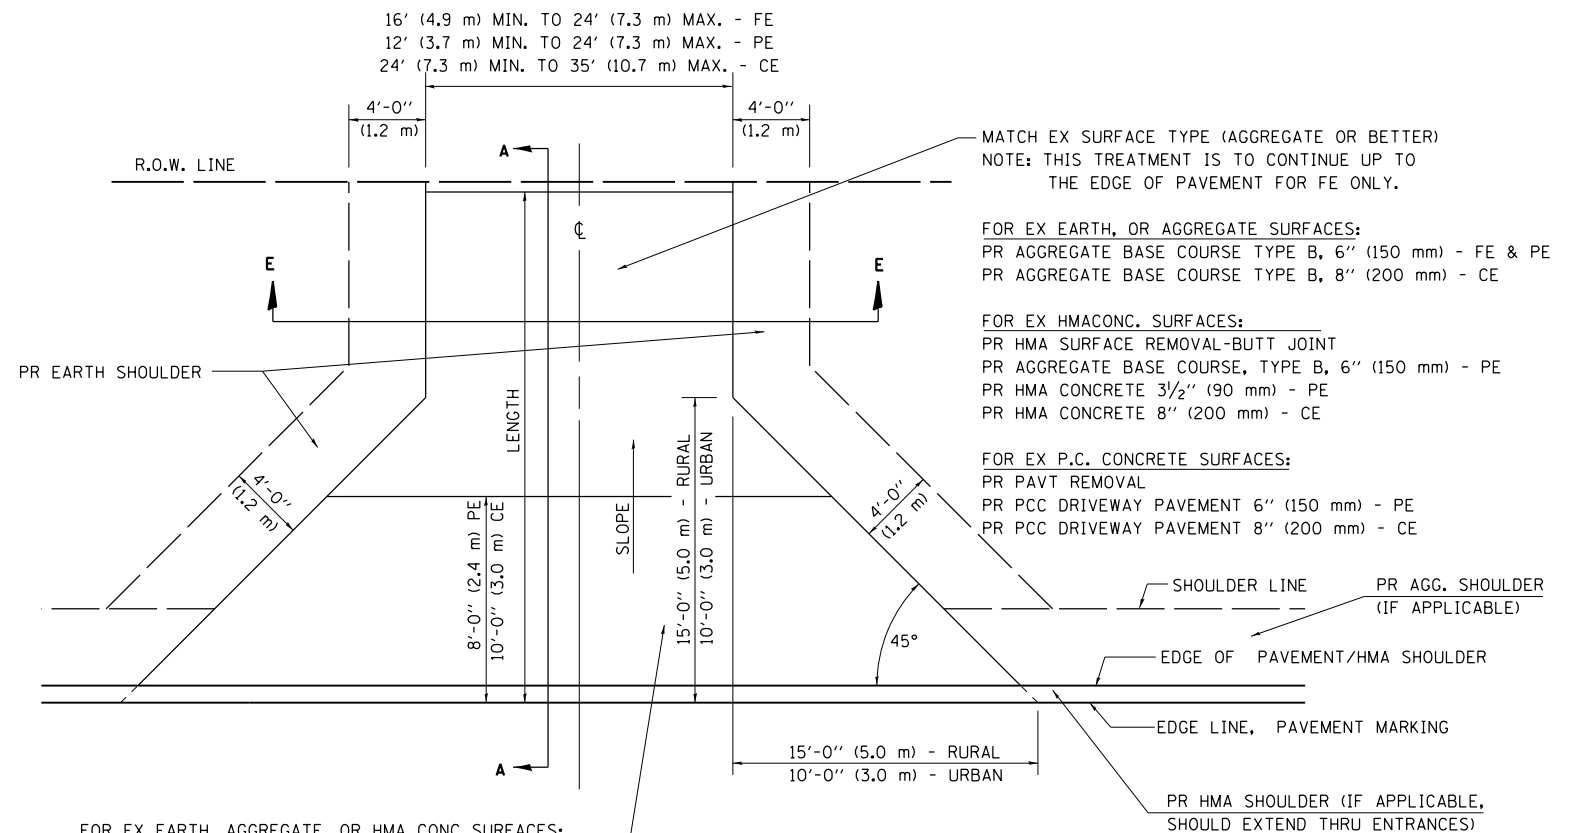 16' (4.9 m) MIN. TO 24' (7.3 m) MAX. - FE
12' (3.7 m) MIN. TO 24' (7.3 m) MAX. - PE
24' (7.3 m) MIN. TO 35' (10.7 m) MAX. - CE
4'-0''
(1.2 m)
4'-0''
(1.2 m)
A
R.O.W. LINE
MATCH EX SURFACE TYPE (AGGREGATE OR BETTER)
NOTE: THIS TREATMENT IS TO CONTINUE UP TO
THE EDGE OF PAVEMENT FOR FE ONLY.
℄
FOR EX EARTH, OR AGGREGATE SURFACES:
PR AGGREGATE BASE COURSE TYPE B, 6'' (150 mm) - FE & PE
PR AGGREGATE BASE COURSE TYPE B, 8'' (200 mm) - CE
E
E
FOR EX HMACONC. SURFACES:
PR HMA SURFACE REMOVAL-BUTT JOINT
PR AGGREGATE BASE COURSE, TYPE B, 6'' (150 mm) - PE
PR HMA CONCRETE 3½'' (90 mm) - PE
PR HMA CONCRETE 8'' (200 mm) - CE
PR EARTH SHOULDER
LENGTH
FOR EX P.C. CONCRETE SURFACES:
PR PAVT REMOVAL
PR PCC DRIVEWAY PAVEMENT 6'' (150 mm) - PE
PR PCC DRIVEWAY PAVEMENT 8'' (200 mm) - CE
4'-0''
(1.2 m)
8'-0'' (2.4 m) PE
10'-0'' (3.0 m) CE
SLOPE
15'-0'' (5.0 m) - RURAL
10'-0'' (3.0 m) - URBAN
4'-0''
(1.2 m)
45°
SHOULDER LINE
PR AGG. SHOULDER
(IF APPLICABLE)
EDGE OF PAVEMENT/HMA SHOULDER
EDGE LINE, PAVEMENT MARKING
15'-0'' (5.0 m) - RURAL
10'-0'' (3.0 m) - URBAN
A
PR HMA SHOULDER (IF APPLICABLE,
SHOULD EXTEND THRU ENTRANCES)
FOR EX EARTH, AGGREGATE, OR HMA CONC SURFACES: